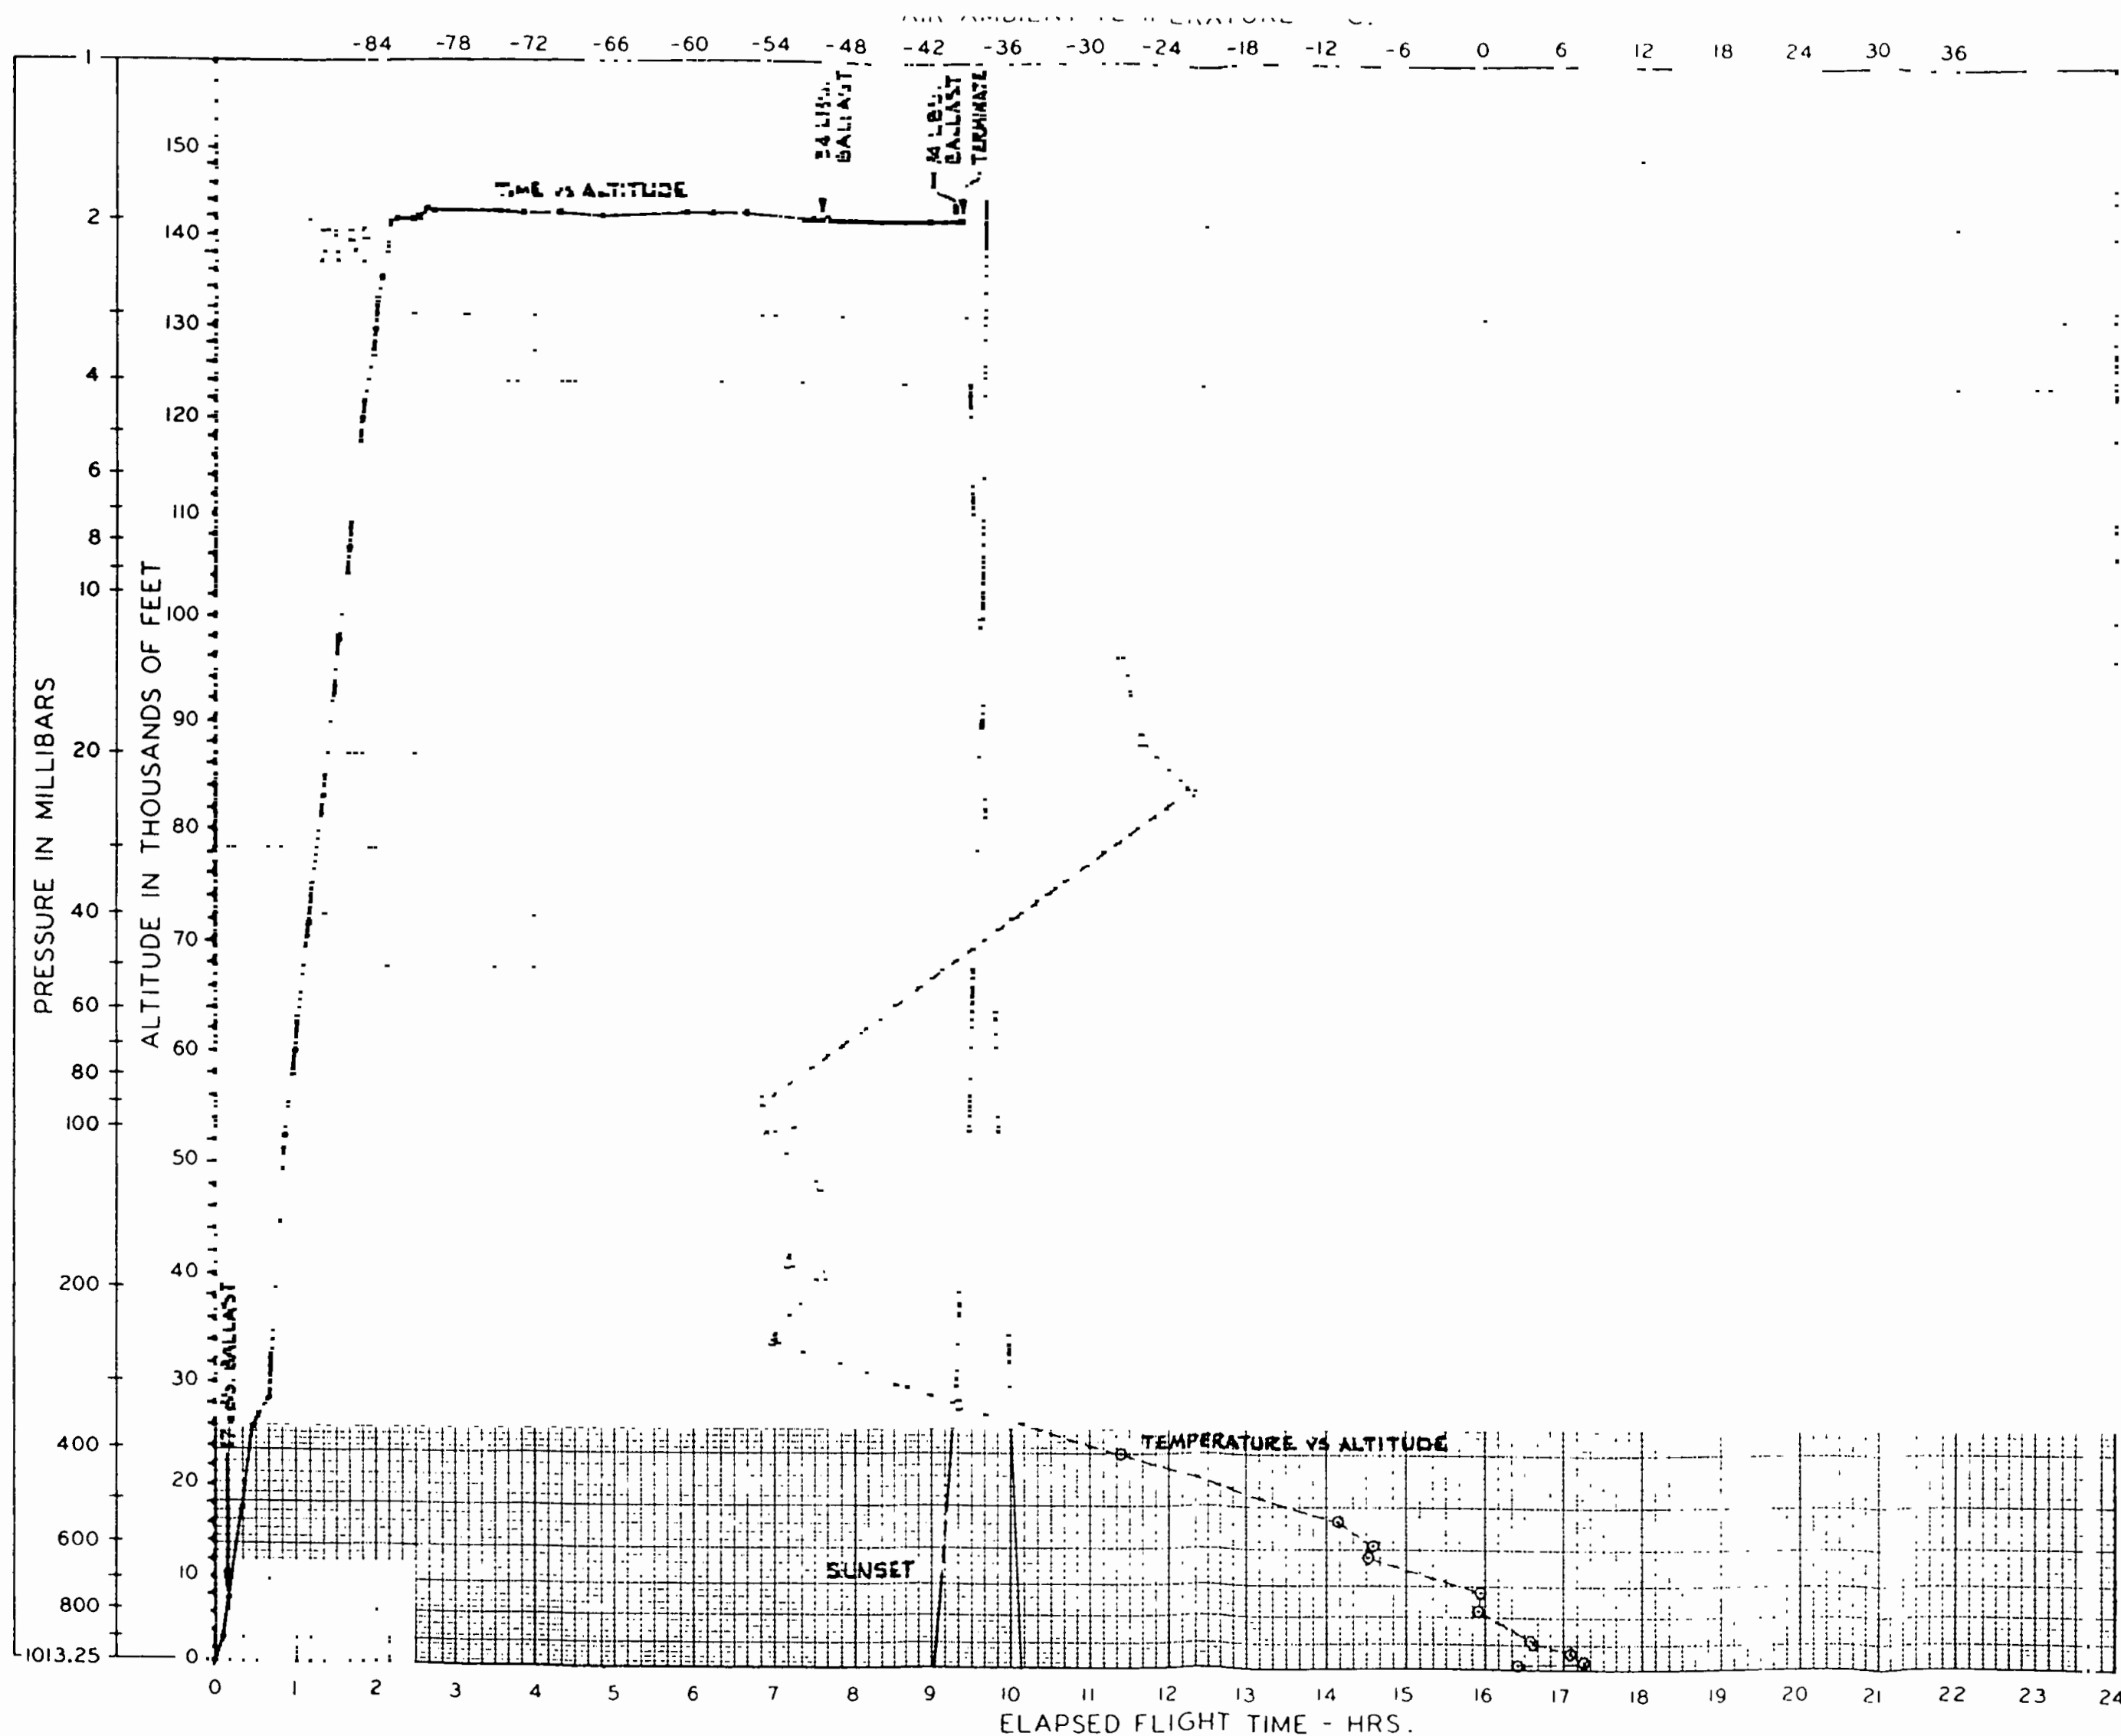 AIR AMBIENT TEMPERATURE °C.
-84 -78 -72 -66 -60 -54 -48 -42 -36 -30 -24 -18 -12 -6 0 6 12 18 24 30 36
PRESSURE IN MILLIBARS
1
2
4
6
8
10
20
40
60
80
100
200
400
600
800
1013.25
ALTITUDE IN THOUSANDS OF FEET
150
140
130
120
110
100
90
80
70
60
50
40
30
20
10
0
BALLAST
BALLAST
TERMINATE
TIME VS ALTITUDE
BALLAST
TEMPERATURE VS ALTITUDE
SUNSET
0 1 2 3 4 5 6 7 8 9 10 11 12 13 14 15 16 17 18 19 20 21 22 23 24
ELAPSED FLIGHT TIME - HRS.